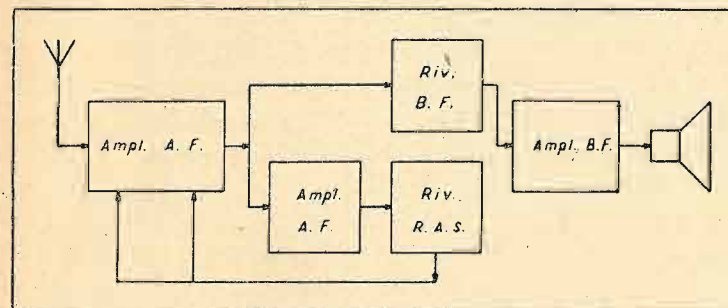 Ampl. A. F.
Riv.
B. F.
Ampl. B.F.
Ampl.
A. F.
Riv.
R. A. S.